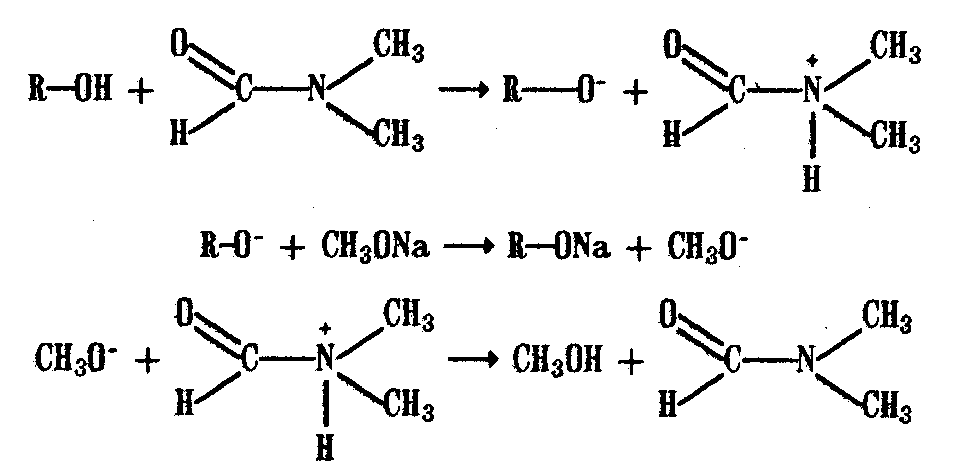 O CH₃ O CH₃
R—OH + C—N ⟶ R—O⁻ + C—N⁺
H CH₃ H H CH₃
R-O⁻ + CH₃ONa ⟶ R—ONa + CH₃O⁻
O CH₃ O CH₃
CH₃O⁻ + C—N⁺ ⟶ CH₃OH + C—N
H H CH₃ H CH₃